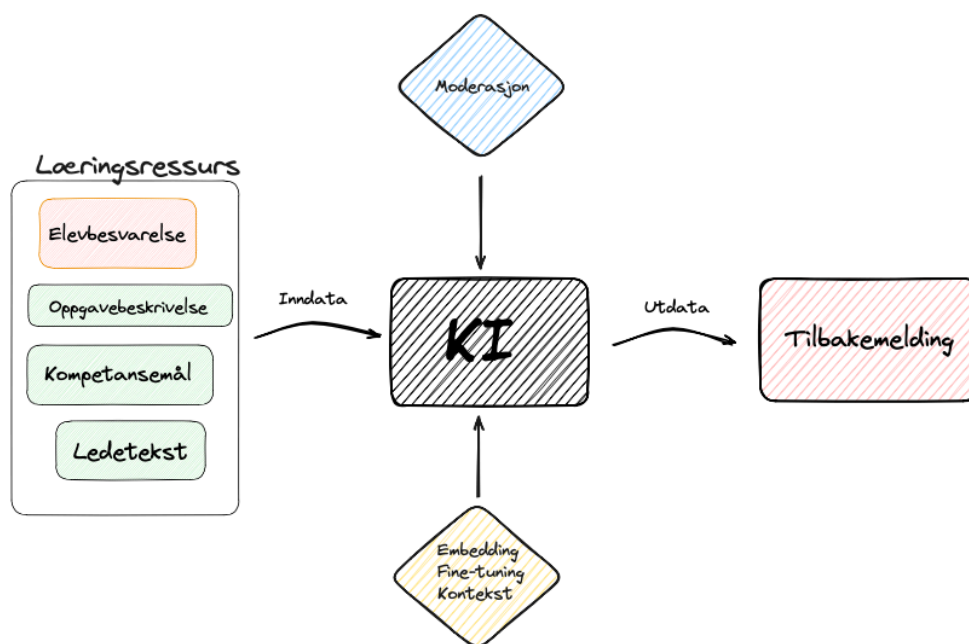 Moderasjon
Læringsressurs
Elevbesvarelse
Oppgavebeskrivelse
Kompetansemål
Ledetekst
Inndata
KI
Utdata
Tilbakemelding
Embedding
Fine-tuning
Kontekst